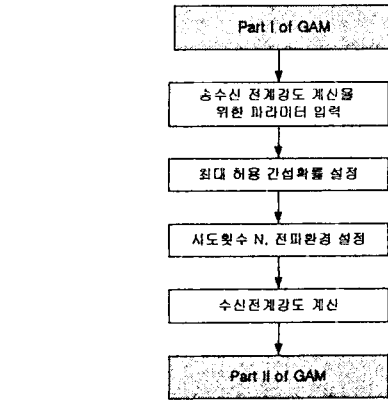 Part I of GAM
송수신 전계강도 계산을
위한 파라미터 입력
최대 허용 간섭확률 설정
시도횟수 N, 전파환경 설정
수신전계강도 계산
Part II of GAM